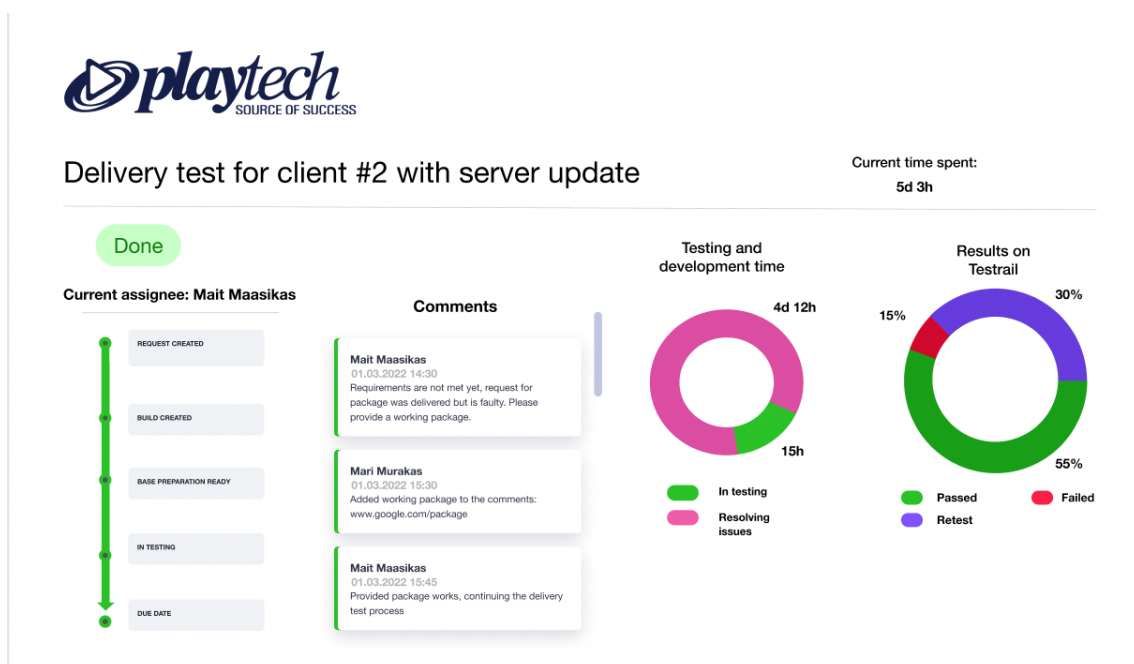 playtech
SOURCE OF SUCCESS
Delivery test for client #2 with server update
Current time spent:
5d 3h
Done
Current assignee: Mait Maasikas
REQUEST CREATED
BUILD CREATED
BASE PREPARATION READY
IN TESTING
DUE DATE
Comments
Mait Maasikas
01.03.2022 14:30
Requirements are not met yet, request for
package was delivered but is faulty. Please
provide a working package.
Mari Murakas
01.03.2022 15:30
Added working package to the comments:
www.google.com/package
Mait Maasikas
01.03.2022 15:45
Provided package works, continuing the delivery
test process
Testing and
development time
4d 12h
15h
In testing
Resolving
issues
Results on
Testrail
30%
15%
55%
Passed
Failed
Retest